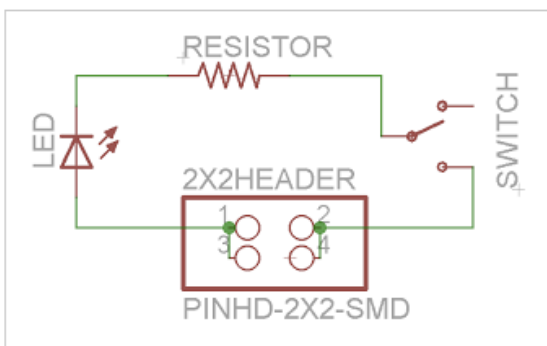 RESISTOR
LED
SWITCH
2X2HEADER
1 2
3 4
PINHD-2X2-SMD